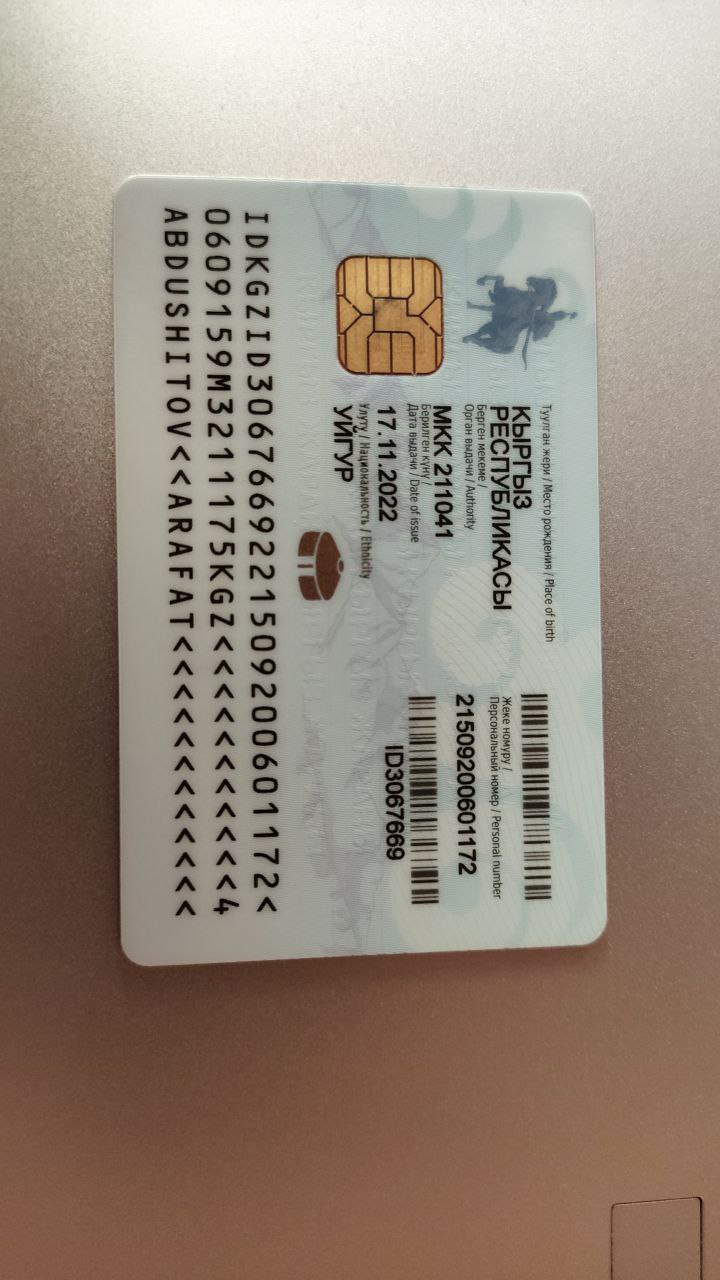 Туулган жери / Место рождения / Place of birth
КЫРГЫЗ
РЕСПУБЛИКАСЫ
Берген мекеме /
Орган выдачи / Authority
МКК 211041
Берилген күнү /
Дата выдачи / Date of issue
17.11.2022
Улуту / Национальность / Ethnicity
УЙГУР
Жеке номуру /
Персональный номер / Personal number
21509200601172
ID3067669
IDKGZID3067669221509200601172<
0609159M3211175KGZ<<<<<<<<<<<4
ABDUSHITOV<<ARAFAT<<<<<<<<<<<<